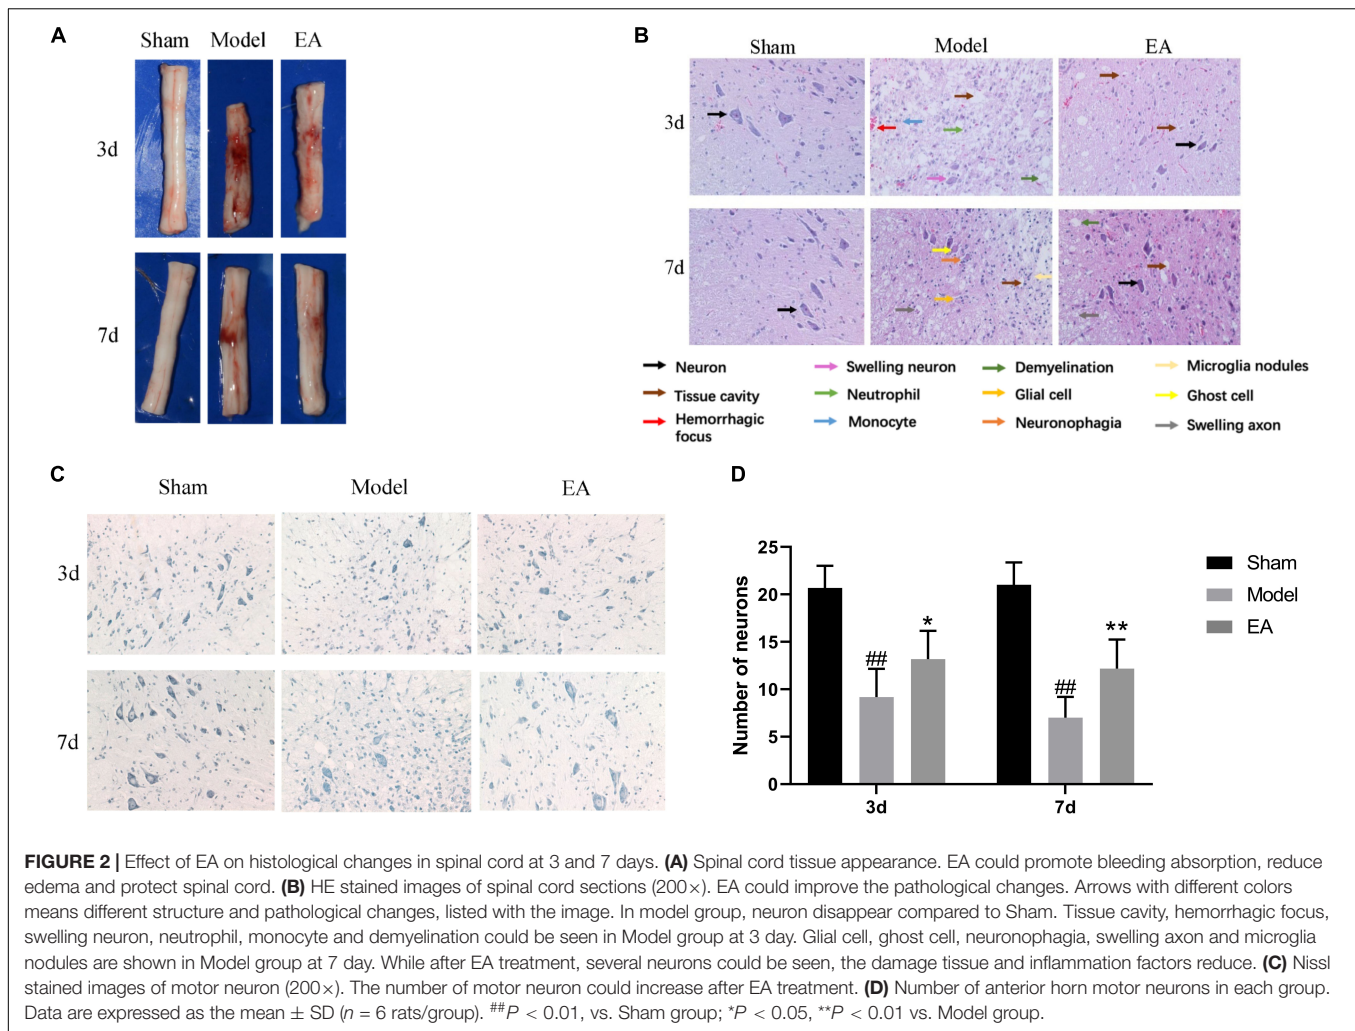 A
Sham Model EA
3d
7d
B
Sham Model EA
3d
7d
Neuron
Swelling neuron
Demyelination
Microglia nodules
Tissue cavity
Neutrophil
Glial cell
Ghost cell
Hemorrhagic
focus
Monocyte
Neuronophagia
Swelling axon
C
Sham Model EA
3d
7d
D
Number of neurons
25
20
15
10
5
0
##
*
##
**
3d 7d
Sham
Model
EA
FIGURE 2 | Effect of EA on histological changes in spinal cord at 3 and 7 days. (A) Spinal cord tissue appearance. EA could promote bleeding absorption, reduce
edema and protect spinal cord. (B) HE stained images of spinal cord sections (200×). EA could improve the pathological changes. Arrows with different colors
means different structure and pathological changes, listed with the image. In model group, neuron disappear compared to Sham. Tissue cavity, hemorrhagic focus,
swelling neuron, neutrophil, monocyte and demyelination could be seen in Model group at 3 day. Glial cell, ghost cell, neuronophagia, swelling axon and microglia
nodules are shown in Model group at 7 day. While after EA treatment, several neurons could be seen, the damage tissue and inflammation factors reduce. (C) Nissl
stained images of motor neuron (200×). The number of motor neuron could increase after EA treatment. (D) Number of anterior horn motor neurons in each group.
Data are expressed as the mean ± SD (n = 6 rats/group). ##P < 0.01, vs. Sham group; *P < 0.05, **P < 0.01 vs. Model group.